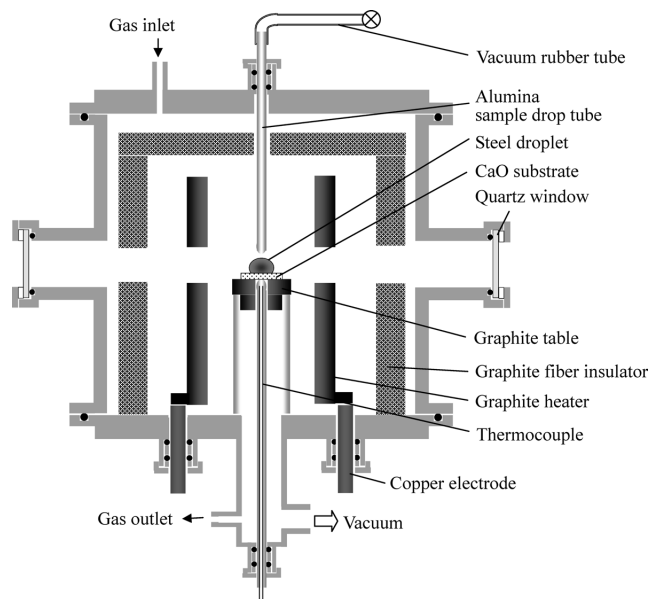 Gas inlet
Vacuum rubber tube
Alumina
sample drop tube
Steel droplet
CaO substrate
Quartz window
Graphite table
Graphite fiber insulator
Graphite heater
Thermocouple
Copper electrode
Gas outlet
Vacuum